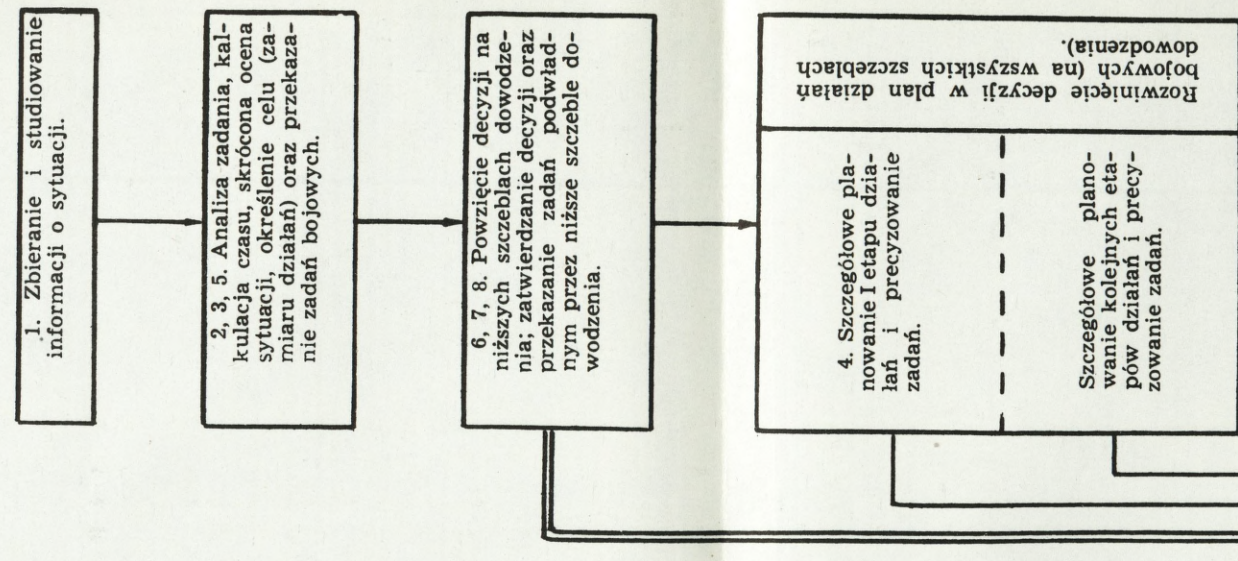 1. Zbieranie i studiowanie
informacji o sytuacji.
2, 3, 5. Analiza zadania, kal-
kulacja czasu, skrócona ocena
sytuacji, określenie celu (za-
miaru działań) oraz przekaza-
nie zadań bojowych.
6, 7, 8. Powzięcie decyzji na
niższych szczeblach dowodze-
nia; zatwierdzanie decyzji oraz
przekazanie zadań podwład-
nym przez niższe szczeble do-
wodzenia.
Rozwinięcie decyzji w plan działań
bojowych (na wszystkich szczeblach
dowodzenia).
4. Szczegółowe pla-
nowanie I etapu dzia-
łań i precyzowanie
zadań.
Szczegółowe plano-
wanie kolejnych eta-
pów działań i precy-
zowanie zadań.